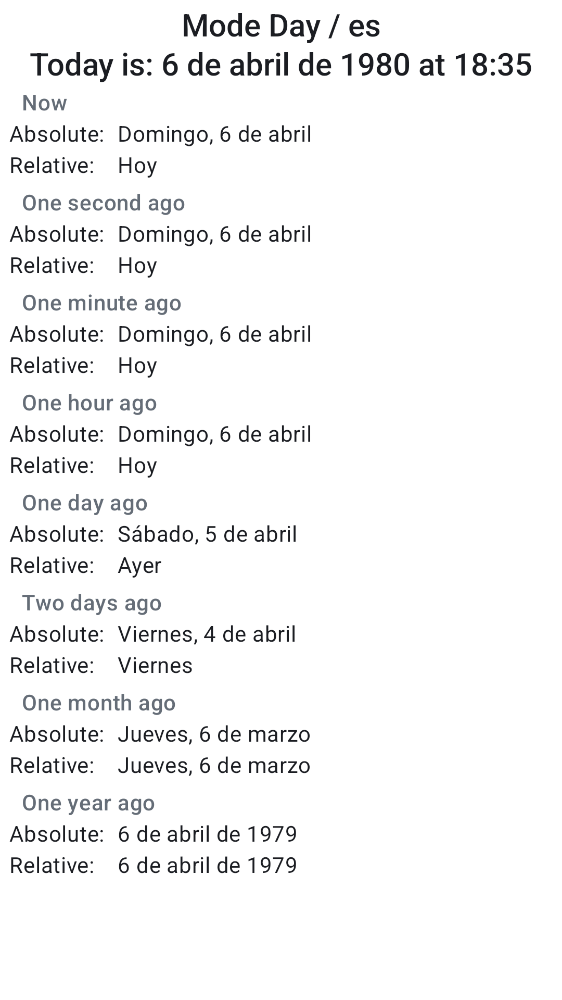 Mode Day / es
Today is: 6 de abril de 1980 at 18:35
Now
Absolute: Domingo, 6 de abril
Relative: Hoy
One second ago
Absolute: Domingo, 6 de abril
Relative: Hoy
One minute ago
Absolute: Domingo, 6 de abril
Relative: Hoy
One hour ago
Absolute: Domingo, 6 de abril
Relative: Hoy
One day ago
Absolute: Sábado, 5 de abril
Relative: Ayer
Two days ago
Absolute: Viernes, 4 de abril
Relative: Viernes
One month ago
Absolute: Jueves, 6 de marzo
Relative: Jueves, 6 de marzo
One year ago
Absolute: 6 de abril de 1979
Relative: 6 de abril de 1979